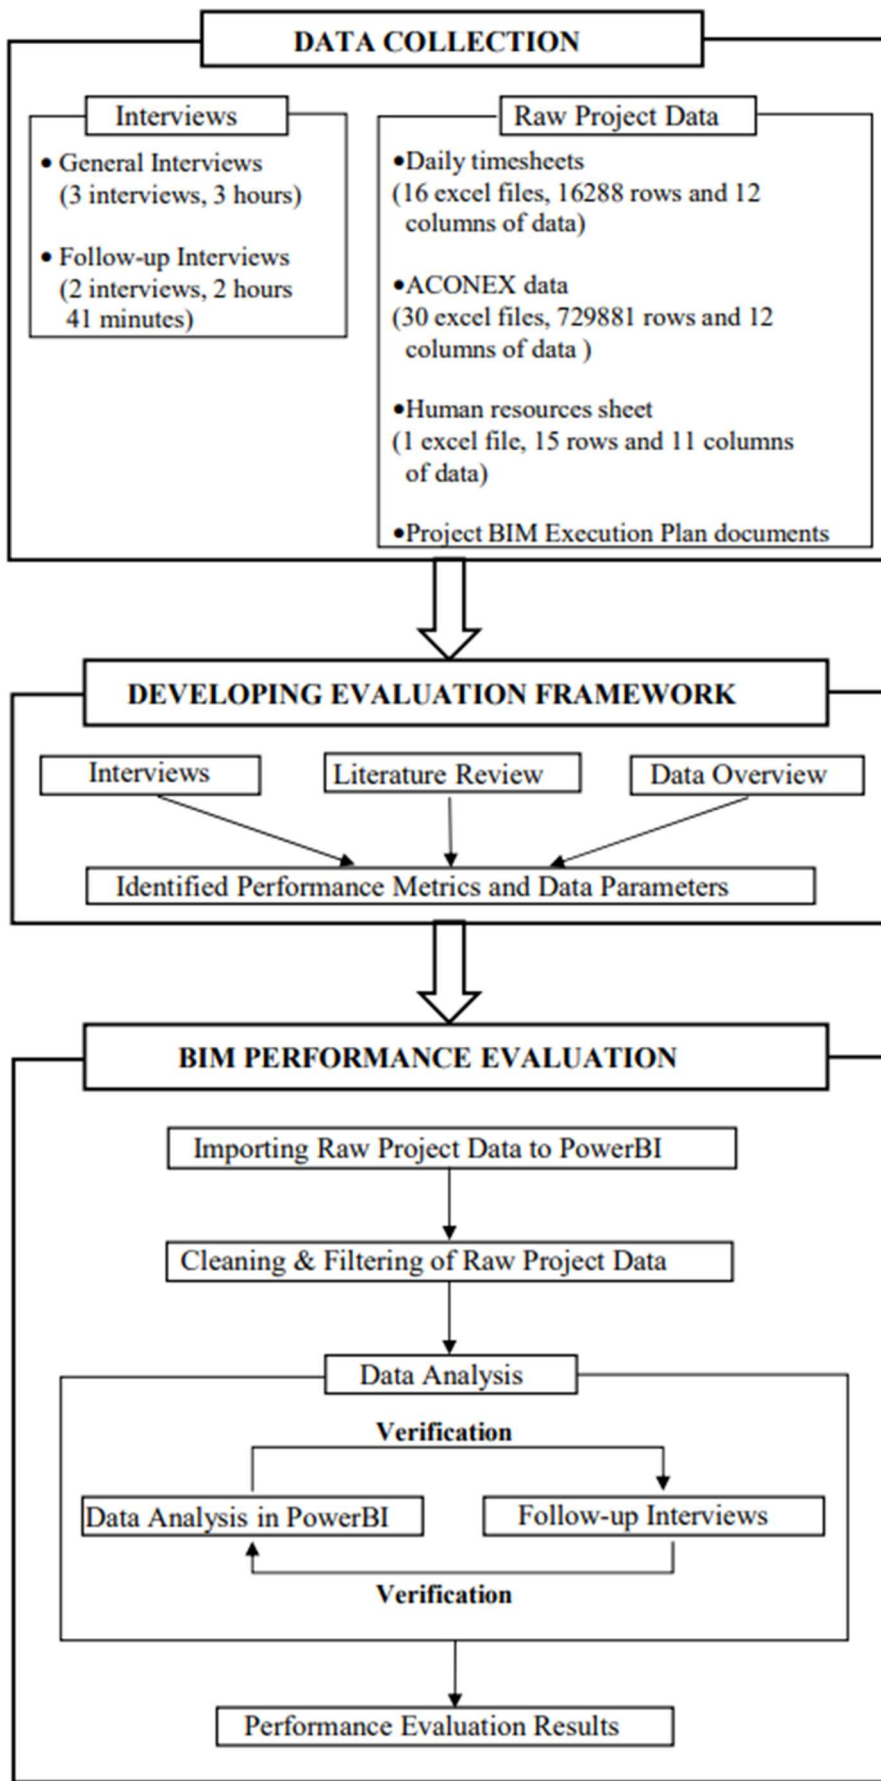 DATA COLLECTION
Interviews
• General Interviews
(3 interviews, 3 hours)
• Follow-up Interviews
(2 interviews, 2 hours
41 minutes)
Raw Project Data
•Daily timesheets
(16 excel files, 16288 rows and 12
columns of data)
•ACONEX data
(30 excel files, 729881 rows and 12
columns of data )
•Human resources sheet
(1 excel file, 15 rows and 11 columns
of data)
•Project BIM Execution Plan documents
DEVELOPING EVALUATION FRAMEWORK
Interviews
Literature Review
Data Overview
Identified Performance Metrics and Data Parameters
BIM PERFORMANCE EVALUATION
Importing Raw Project Data to PowerBI
Cleaning & Filtering of Raw Project Data
Data Analysis
Verification
Data Analysis in PowerBI
Follow-up Interviews
Verification
Performance Evaluation Results